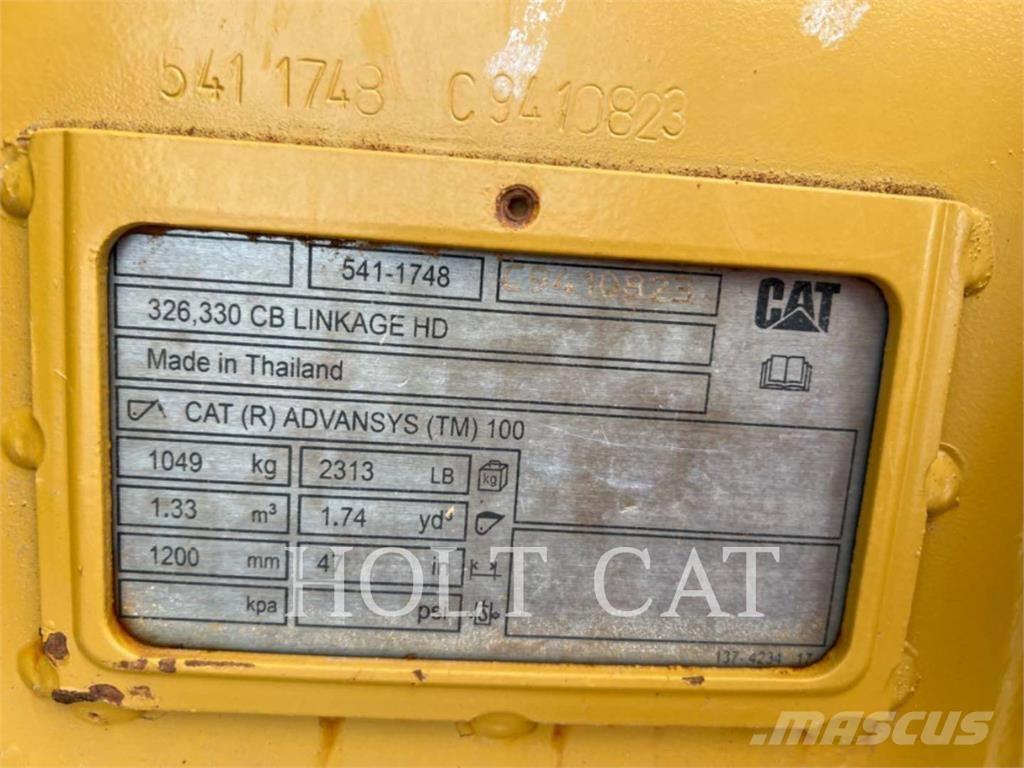 541 1748 C9410823
541-1748 C9410823
CAT
326,330 CB LINKAGE HD
Made in Thailand
CAT (R) ADVANSYS (TM) 100
1049 kg 2313 LB kg
1.33 m³ 1.74 yd³
1200 mm 47 in
kpa psi
HOLT CAT
137-4234 17
MASCUS